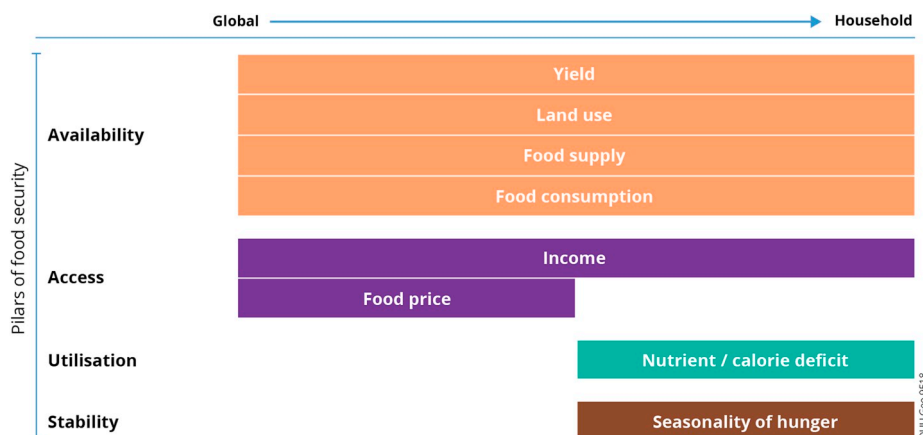 Global
Household
Pilars of food security
Availability
Yield
Land use
Food supply
Food consumption
Access
Income
Food price
Utilisation
Nutrient / calorie deficit
Stability
Seasonality of hunger